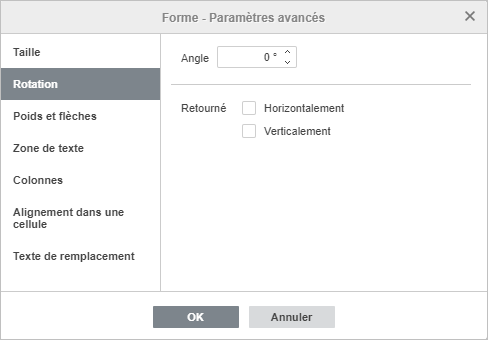 Forme - Paramètres avancés
Taille
Rotation
Poids et flèches
Zone de texte
Colonnes
Alignement dans une
cellule
Texte de remplacement
Angle 0 °
Retourné Horizontalement
Verticalement
OK Annuler